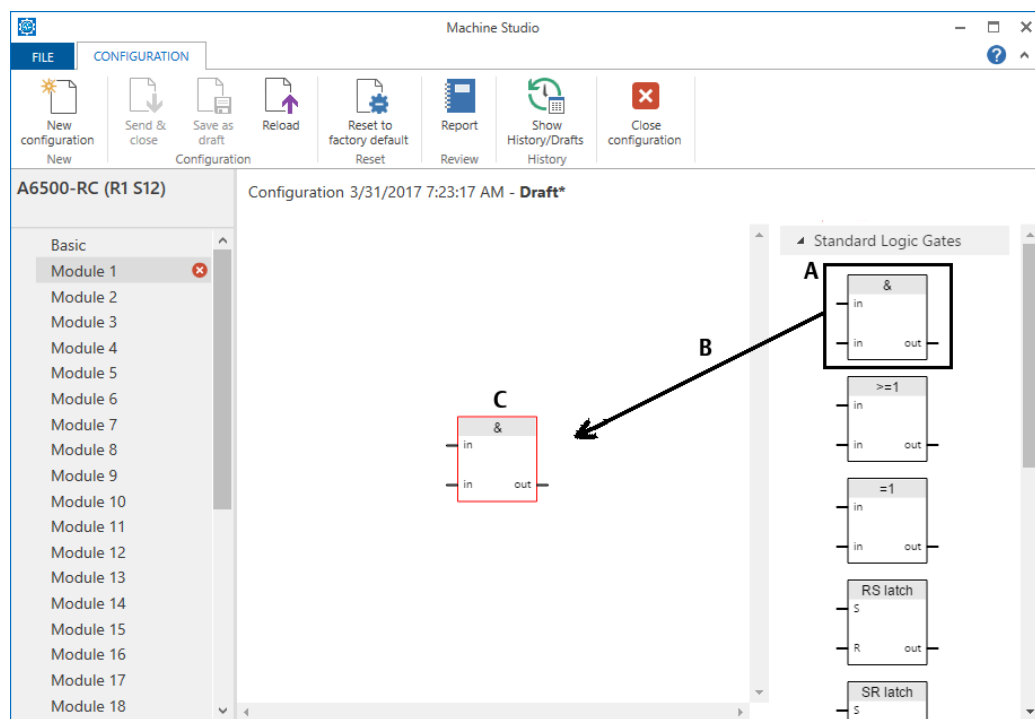 Machine Studio
FILE
CONFIGURATION
?
New
configuration
Send &
close
Save as
draft
Reload
Reset to
factory default
Report
Show
History/Drafts
Close
configuration
New
Configuration
Reset
Review
History
A6500-RC (R1 S12)
Configuration 3/31/2017 7:23:17 AM - Draft*
Basic
Module 1
Module 2
Module 3
Module 4
Module 5
Module 6
Module 7
Module 8
Module 9
Module 10
Module 11
Module 12
Module 13
Module 14
Module 15
Module 16
Module 17
Module 18
C
&
in
in out
B
Standard Logic Gates
A
&
in
in out
>=1
in
in out
=1
in
in out
RS latch
S
R out
SR latch
S